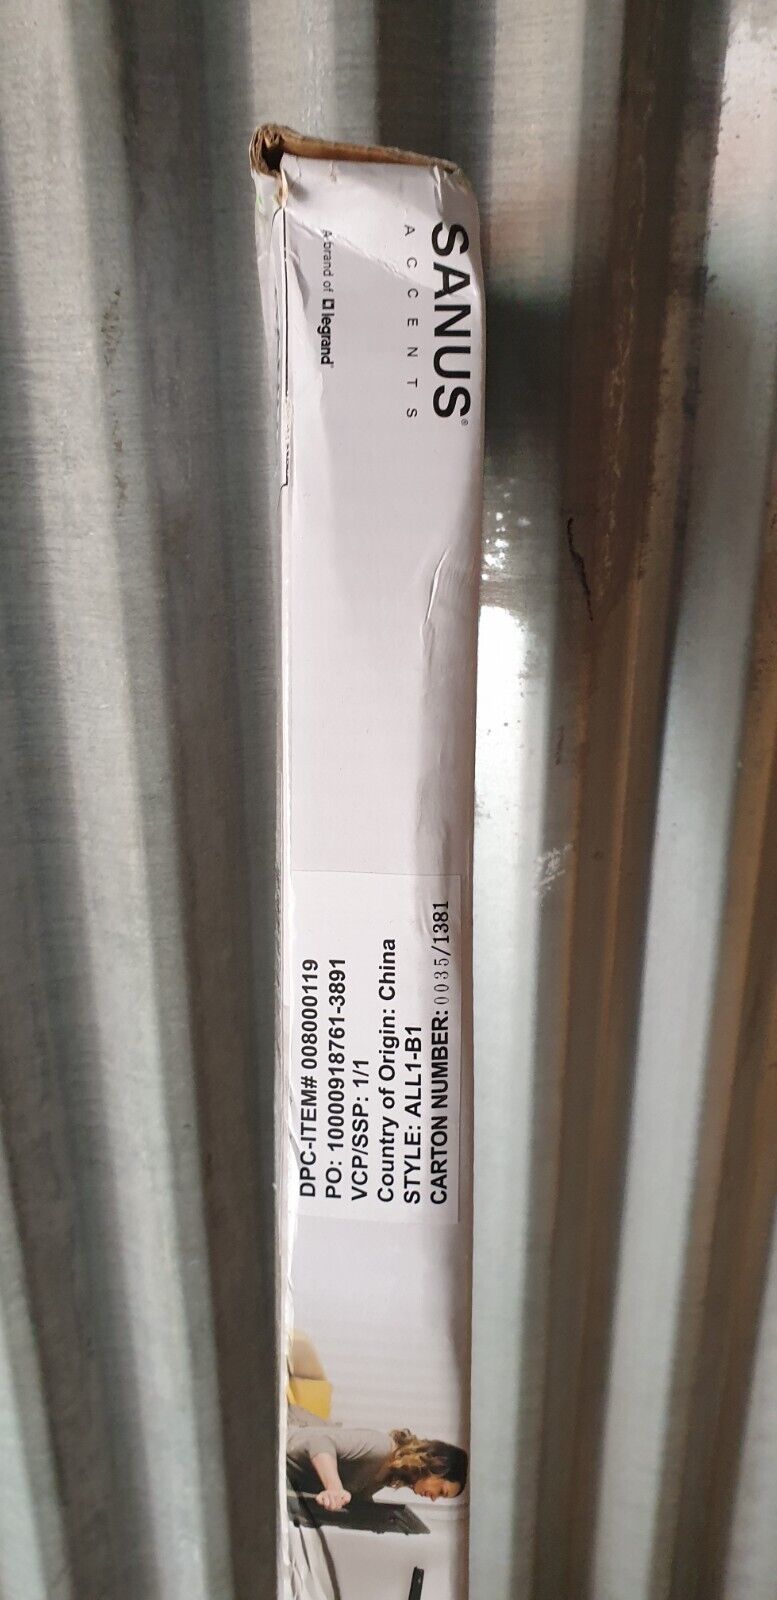 SANUS®
ACCENTS
A brand of legrand®
DPC-ITEM# 008000119
PO: 10000918761-3891
VCP/SSP: 1/1
Country of Origin: China
STYLE: ALL1-B1
CARTON NUMBER: 0035/1381